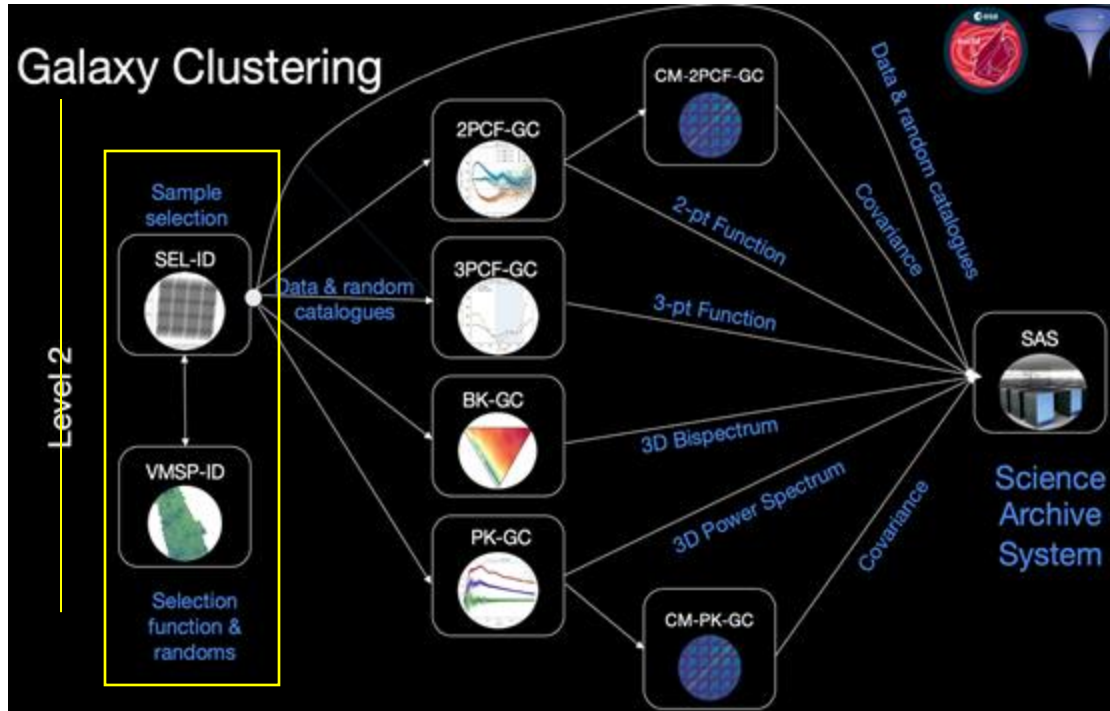 Galaxy Clustering
esa
euclid
Level 2
Sample
selection
SEL-ID
VMSP-ID
Selection
function &
randoms
Data & random
catalogues
2PCF-GC
3PCF-GC
BK-GC
PK-GC
CM-2PCF-GC
CM-PK-GC
Data & random catalogues
Covariance
2-pt Function
3-pt Function
3D Bispectrum
3D Power Spectrum
Covariance
SAS
Science
Archive
System